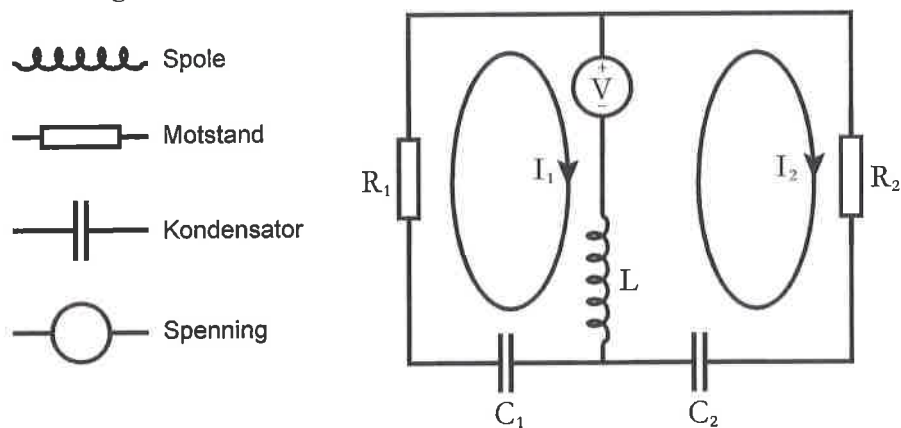 Spole
Motstand
Kondensator
Spenning
+
V
−
R₁
I₁
I₂
R₂
L
C₁
C₂